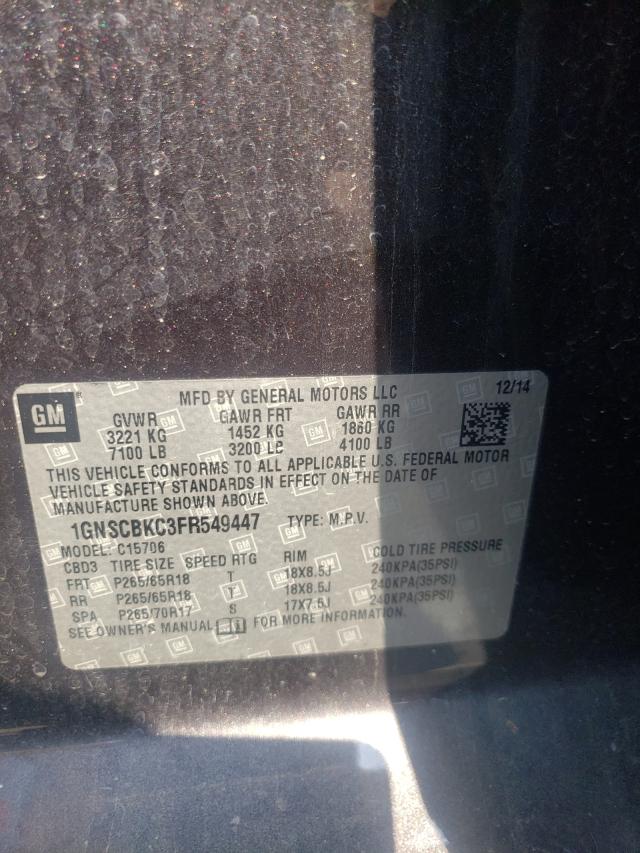 GM
MFD BY GENERAL MOTORS LLC 12/14
GVWR GAWR FRT GAWR RR
3221 KG 1452 KG 1860 KG
7100 LB 3200 LB 4100 LB
THIS VEHICLE CONFORMS TO ALL APPLICABLE U.S. FEDERAL MOTOR
VEHICLE SAFETY STANDARDS IN EFFECT ON THE DATE OF
MANUFACTURE SHOWN ABOVE.
1GNSCBKC3FR549447 TYPE: M.P.V.
MODEL: C15706
CBD3 TIRE SIZE SPEED RTG RIM COLD TIRE PRESSURE
FRT P265/65R18 T 18X8.5J 240KPA(35PSI)
RR P265/65R18 T 18X8.5J 240KPA(35PSI)
SPA P265/70R17 S 17X7.5J 240KPA(35PSI)
SEE OWNER'S MANUAL FOR MORE INFORMATION.